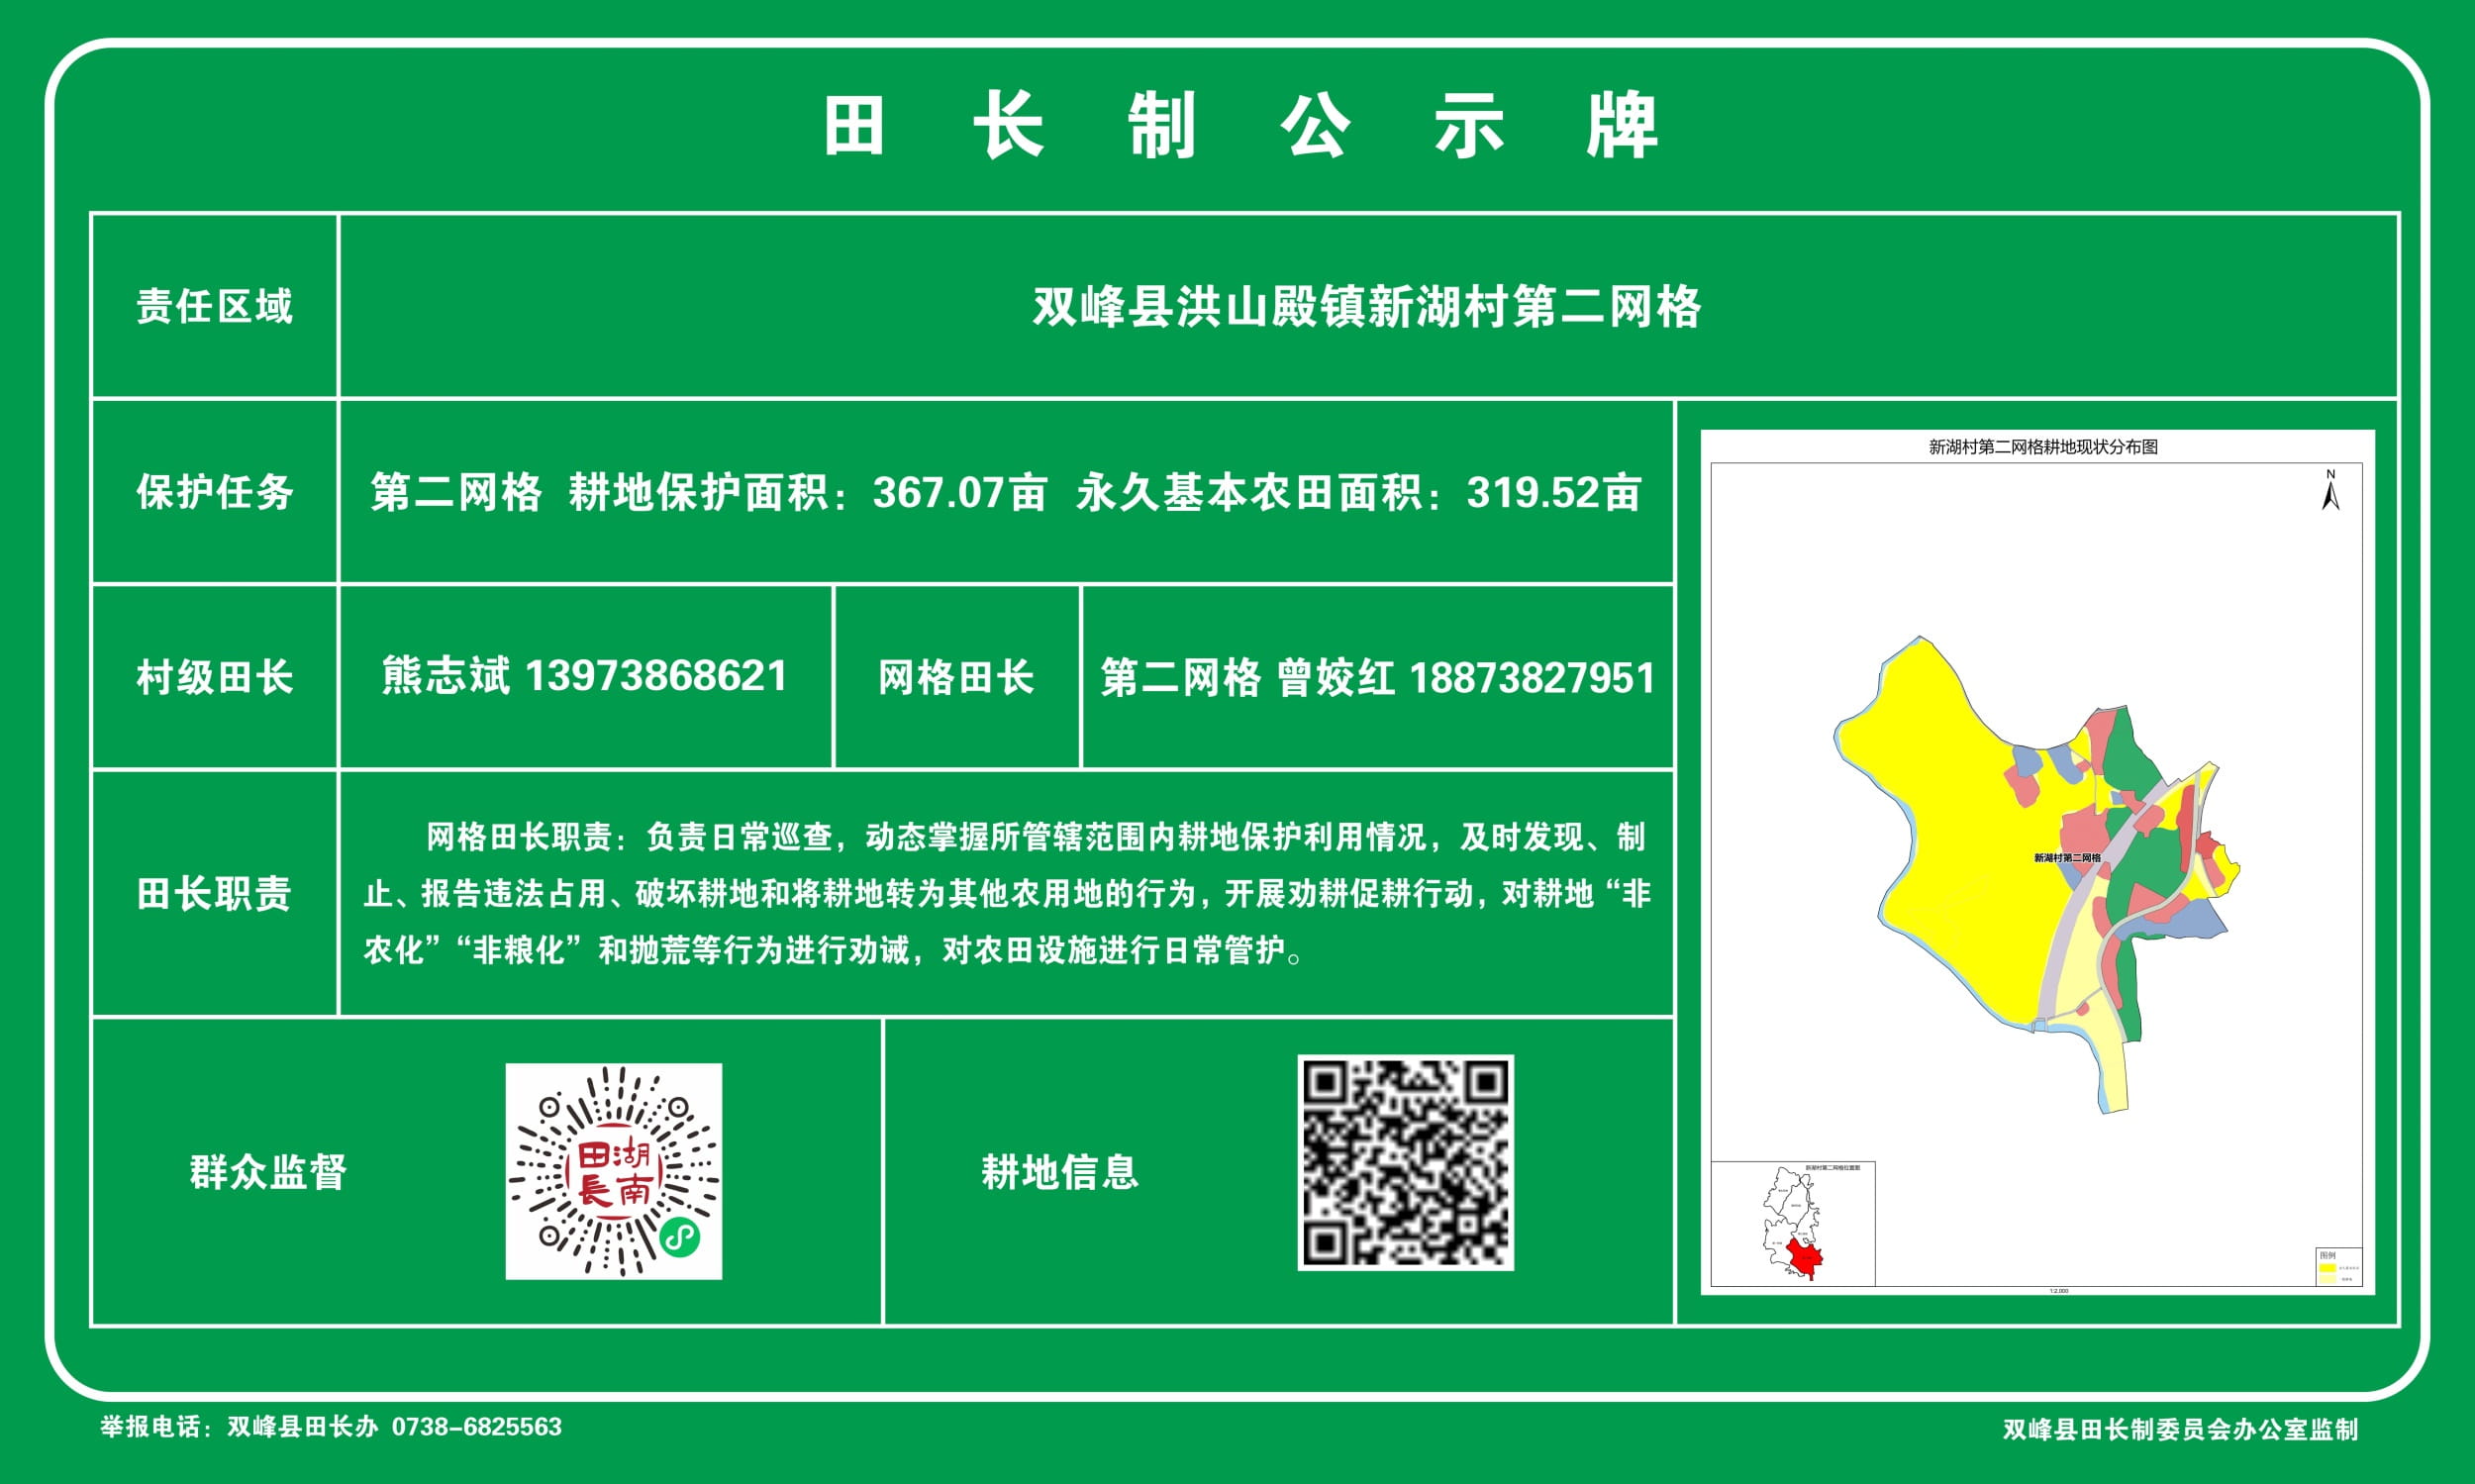 田长制公示牌
责任区域
双峰县洪山殿镇新湖村第二网格
保护任务
第二网格 耕地保护面积：367.07亩 永久基本农田面积：319.52亩
村级田长
熊志斌 13973868621
网格田长
第二网格 曾姣红 18873827951
田长职责
网格田长职责：负责日常巡查，动态掌握所管辖范围内耕地保护利用情况，及时发现、制
止、报告违法占用、破坏耕地和将耕地转为其他农用地的行为，开展劝耕促耕行动，对耕地“非
农化”“非粮化”和抛荒等行为进行劝诫，对农田设施进行日常管护。
群众监督
田湖
長南
耕地信息
新湖村第二网格耕地现状分布图
N
新湖村第二网格
新湖村第二网格位置图
图例
1:2,000
举报电话：双峰县田长办 0738-6825563
双峰县田长制委员会办公室监制